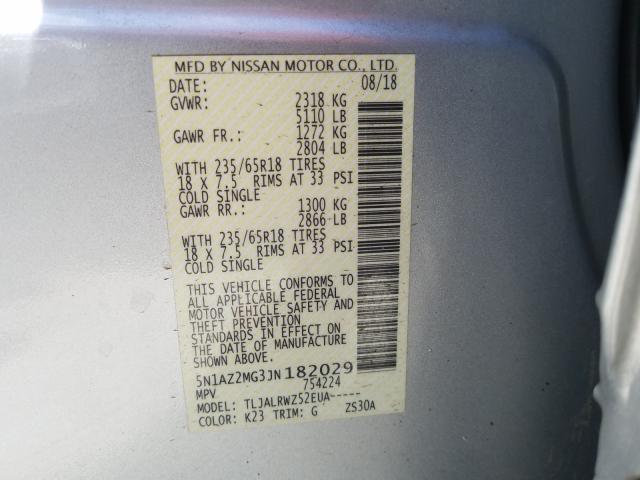 MFD BY NISSAN MOTOR CO., LTD.
DATE: 08/18
GVWR: 2318 KG
5110 LB
GAWR FR.: 1272 KG
2804 LB
WITH 235/65R18 TIRES
18 X 7.5 RIMS AT 33 PSI
COLD SINGLE
GAWR RR.: 1300 KG
2866 LB
WITH 235/65R18 TIRES
18 X 7.5 RIMS AT 33 PSI
COLD SINGLE
THIS VEHICLE CONFORMS TO
ALL APPLICABLE FEDERAL
MOTOR VEHICLE SAFETY AND
THEFT PREVENTION
STANDARDS IN EFFECT ON
THE DATE OF MANUFACTURE
SHOWN ABOVE.
5N1AZ2MG3JN182029
MPV 754224
MODEL: TLJALRWZ52EUA-----
COLOR: K23 TRIM: G ZS30A